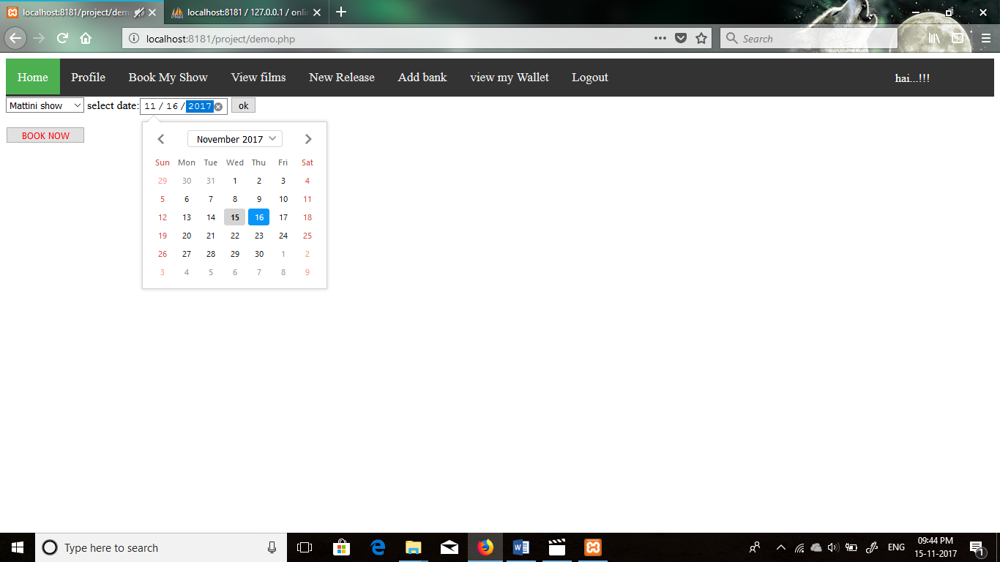 localhost:8181/project/demo
localhost:8181 / 127.0.0.1 / onli
localhost:8181/project/demo.php
Search
Home Profile Book My Show View films New Release Add bank view my Wallet Logout hai...!!!
Mattini show select date: 11 / 16 / 2017 ok
BOOK NOW
November 2017
Sun Mon Tue Wed Thu Fri Sat
29 30 31 1 2 3 4
5 6 7 8 9 10 11
12 13 14 15 16 17 18
19 20 21 22 23 24 25
26 27 28 29 30 1 2
3 4 5 6 7 8 9
Type here to search
ENG
09:44 PM
15-11-2017
1